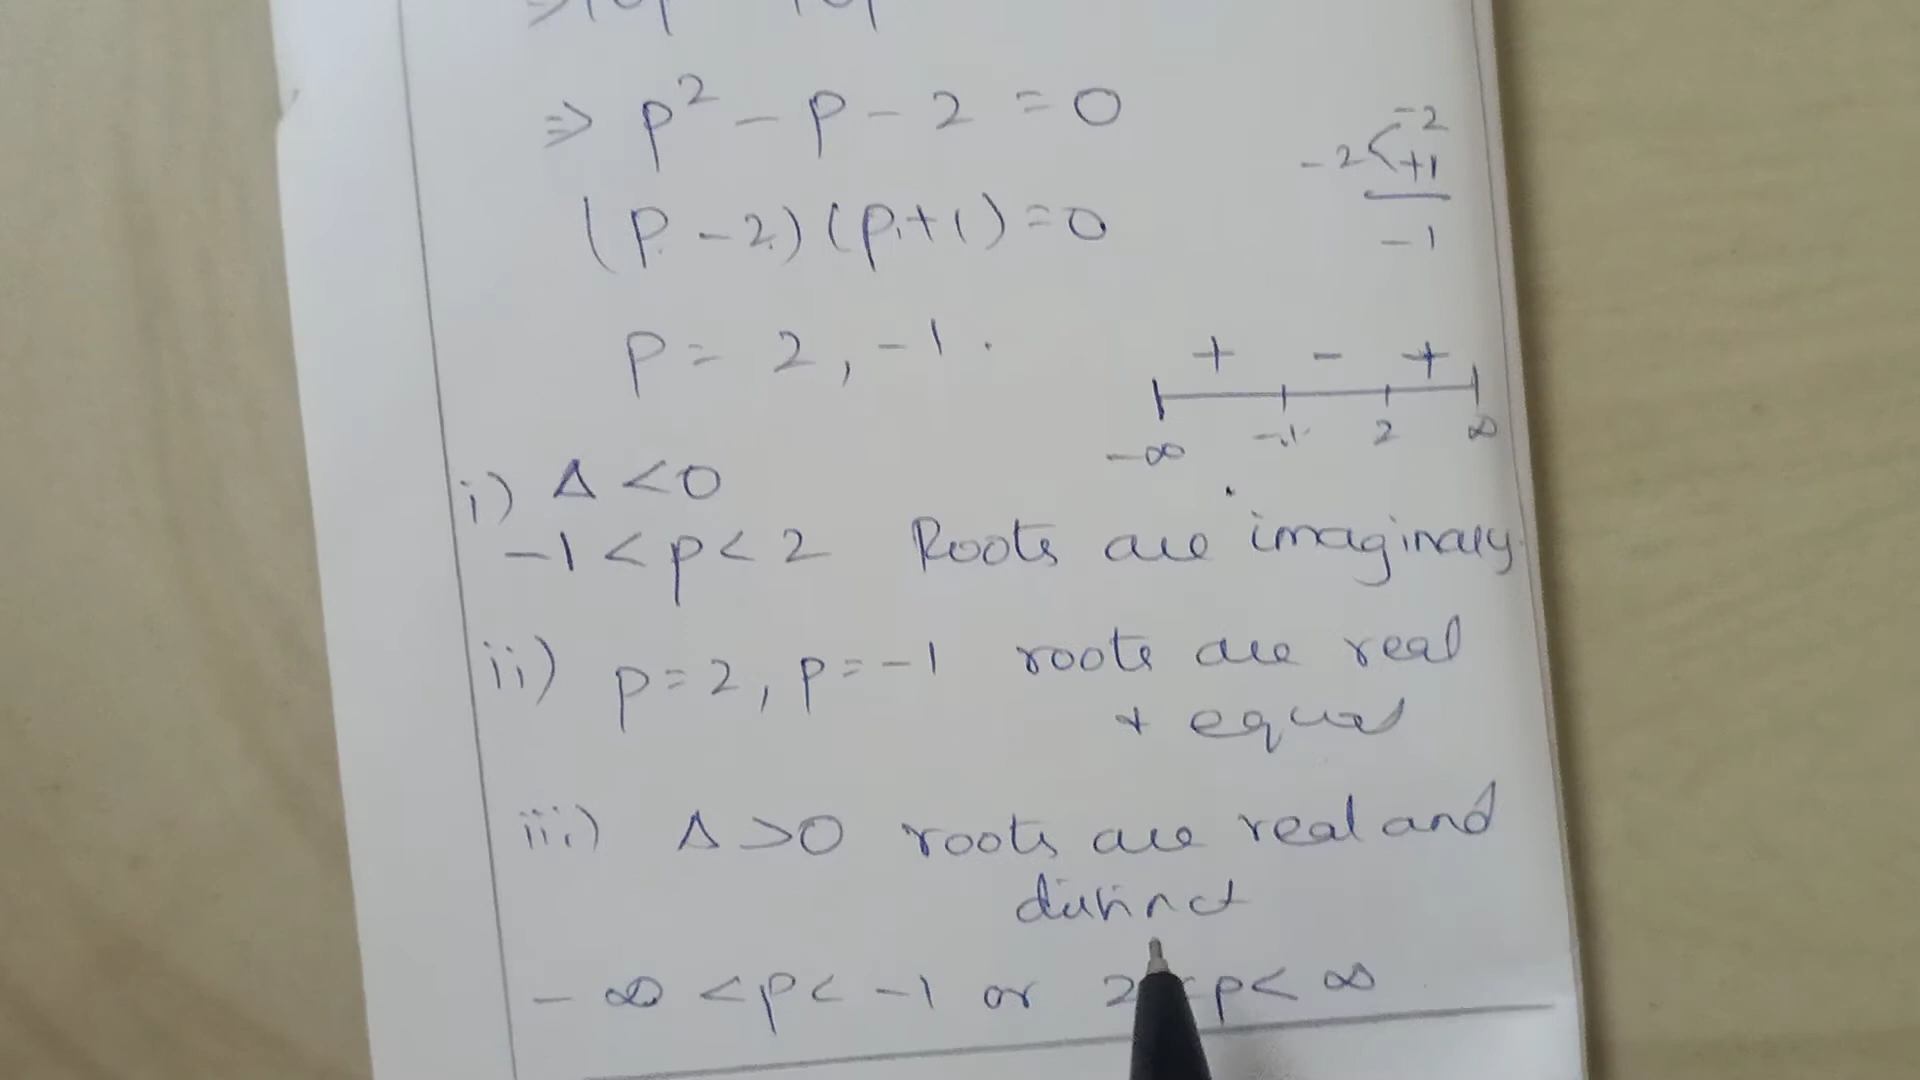 ⇒ p² - p - 2 = 0
-2 < -2
+1
-1
(p - 2)(p + 1) = 0
p = 2, -1.
+ - +
-∞ -1 2 ∞
i) Δ < 0
-1 < p < 2 Roots are imaginary.
ii) p = 2, p = -1 roots are real
+ equal
iii) Δ > 0 roots are real and
distinct
-∞ < p < -1 or 2 < p < ∞